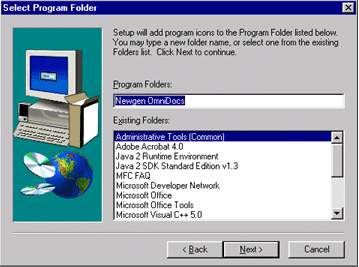 Select Program Folder
Setup will add program icons to the Program Folder listed below.
You may type a new folder name, or select one from the existing
Folders list. Click Next to continue.
Program Folders:
Newgen OmniDocs
Existing Folders:
Administrative Tools (Common)
Adobe Acrobat 4.0
Java 2 Runtime Environment
Java 2 SDK Standard Edition v1.3
MFC FAQ
Microsoft Developer Network
Microsoft Office
Microsoft Office Tools
Microsoft Visual C++ 5.0
< Back
Next >
Cancel